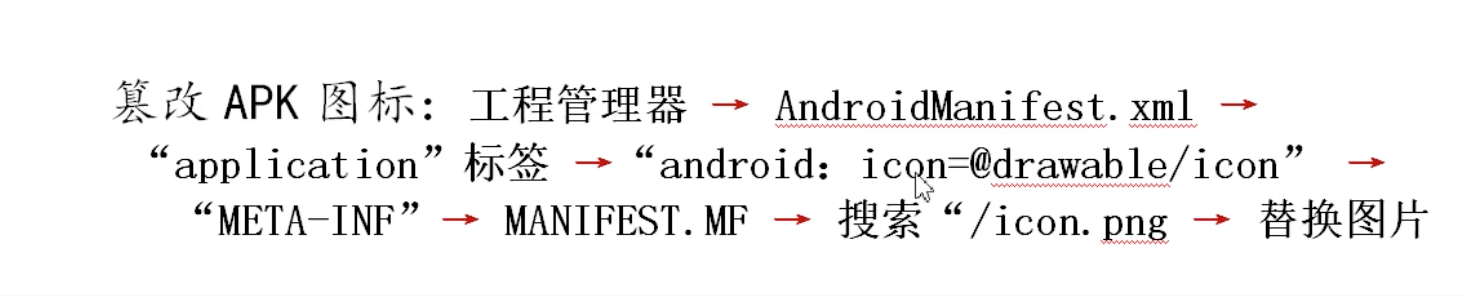 篡改 APK 图标：工程管理器 → AndroidManifest.xml →
“application”标签 → “android：icon=@drawable/icon” →
“META-INF” → MANIFEST.MF → 搜索“/icon.png → 替换图片